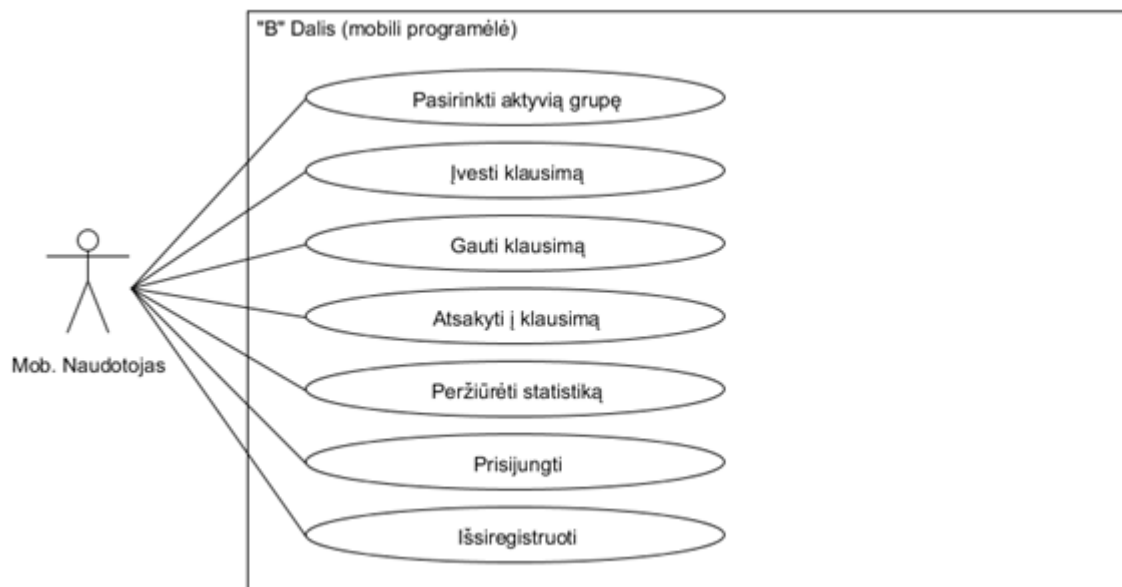 "B" Dalis (mobili programėlė)
Pasirinkti aktyvią grupę
Įvesti klausimą
Gauti klausimą
Atsakyti į klausimą
Mob. Naudotojas
Peržiūrėti statistiką
Prisijungti
Išsiregistruoti